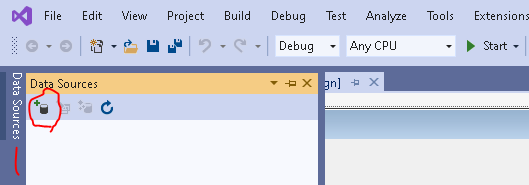 File Edit View Project Build Debug Test Analyze Tools Extensions
Debug Any CPU Start
Data Sources
Data Sources
gn]